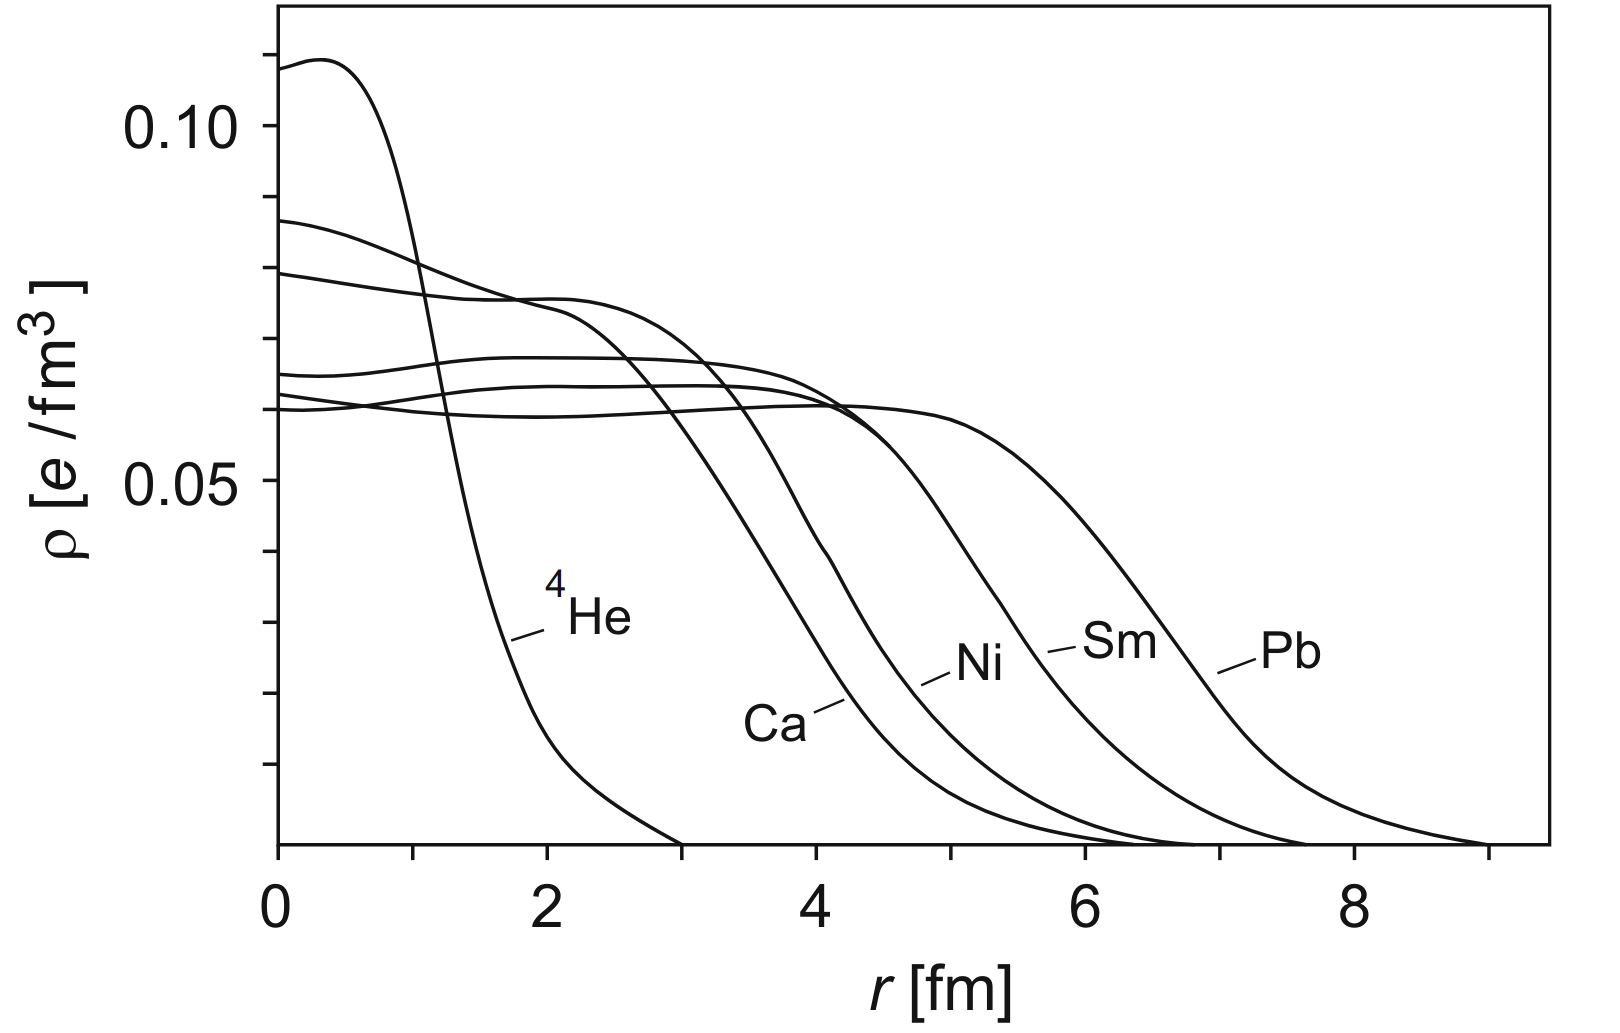 ρ [e / fm³ ]
0.10
0.05
⁴He
Ca
Ni
Sm
Pb
0 2 4 6 8
r [fm]